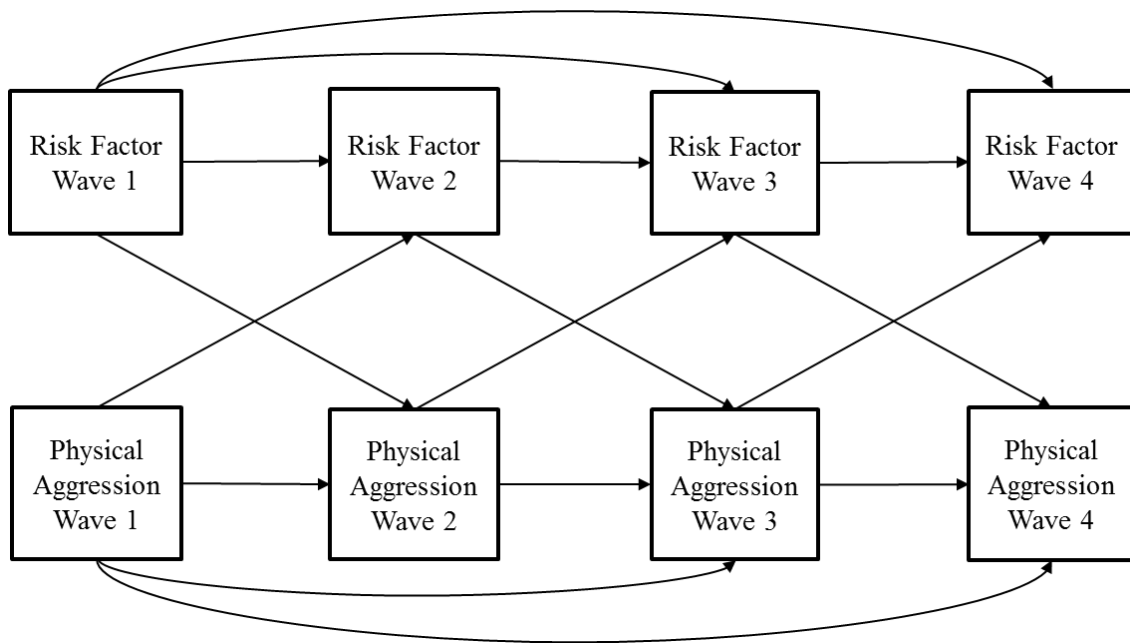 Risk Factor
Wave 1
Risk Factor
Wave 2
Risk Factor
Wave 3
Risk Factor
Wave 4
Physical
Aggression
Wave 1
Physical
Aggression
Wave 2
Physical
Aggression
Wave 3
Physical
Aggression
Wave 4